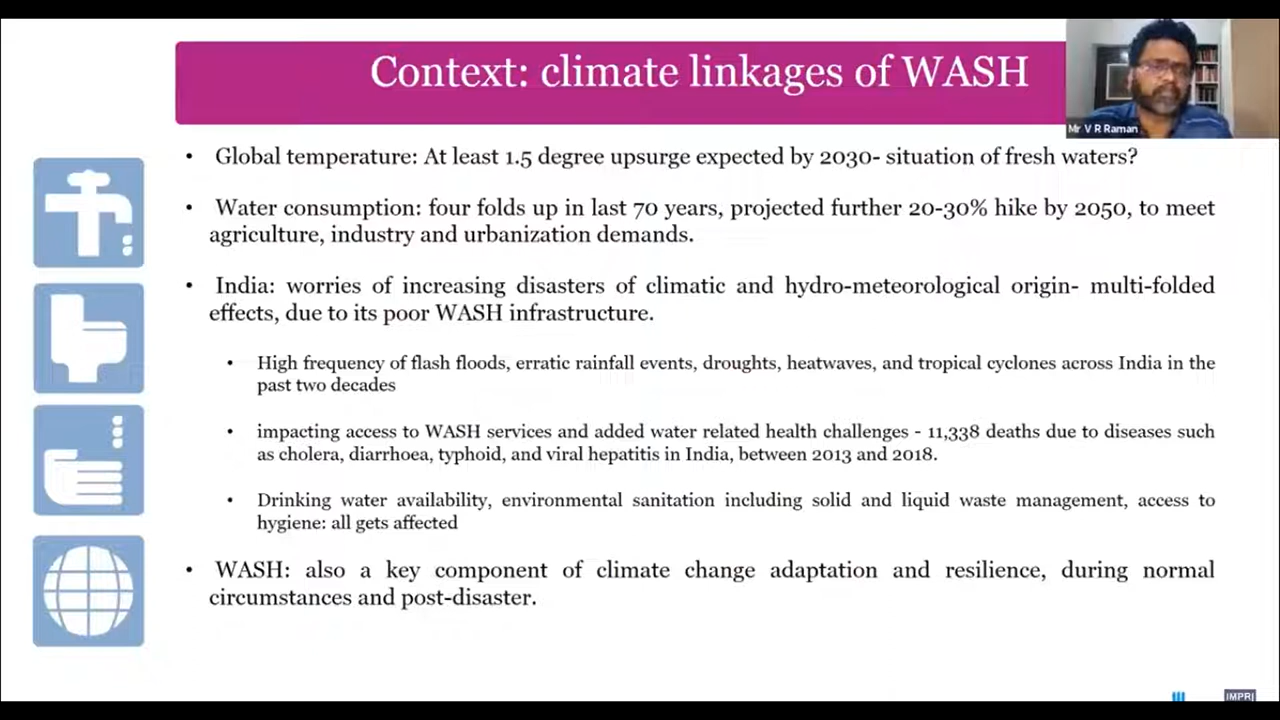 Context: climate linkages of WASH
Mr V R Raman
• Global temperature: At least 1.5 degree upsurge expected by 2030- situation of fresh waters?
• Water consumption: four folds up in last 70 years, projected further 20-30% hike by 2050, to meet
agriculture, industry and urbanization demands.
• India: worries of increasing disasters of climatic and hydro-meteorological origin- multi-folded
effects, due to its poor WASH infrastructure.
• High frequency of flash floods, erratic rainfall events, droughts, heatwaves, and tropical cyclones across India in the
past two decades
• impacting access to WASH services and added water related health challenges - 11,338 deaths due to diseases such
as cholera, diarrhoea, typhoid, and viral hepatitis in India, between 2013 and 2018.
• Drinking water availability, environmental sanitation including solid and liquid waste management, access to
hygiene: all gets affected
• WASH: also a key component of climate change adaptation and resilience, during normal
circumstances and post-disaster.
IMPRI